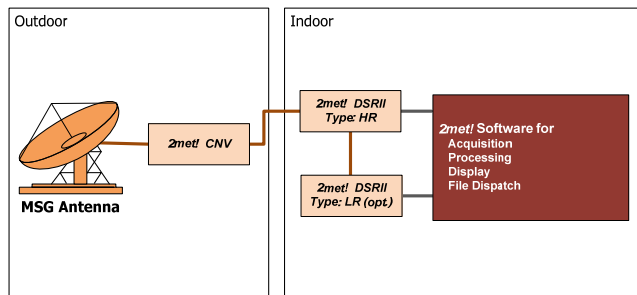 Outdoor
Indoor
MSG Antenna
2met! CNV
2met! DSRII
Type: HR
2met! DSRII
Type: LR (opt.)
2met! Software for
Acquisition
Processing
Display
File Dispatch